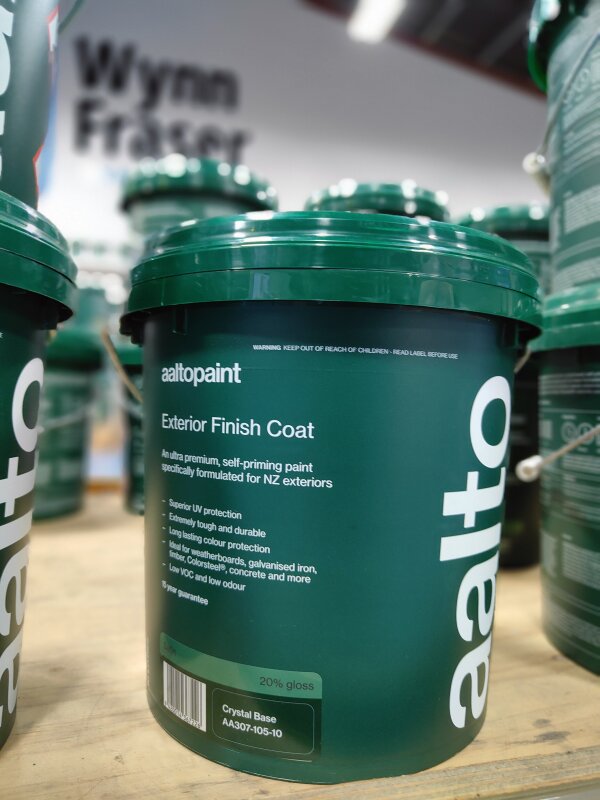 Wynn
Fraser
WARNING KEEP OUT OF REACH OF CHILDREN - READ LABEL BEFORE USE
aaltopaint
Exterior Finish Coat
An ultra premium, self-priming paint
specifically formulated for NZ exteriors
- Superior UV protection
- Extremely tough and durable
- Long lasting colour protection
- Ideal for weatherboards, galvanised iron,
timber, Colorsteel®, concrete and more
- Low VOC and low odour
15 year guarantee
20% gloss
Crystal Base
AA307-105-10
aalto
aalto